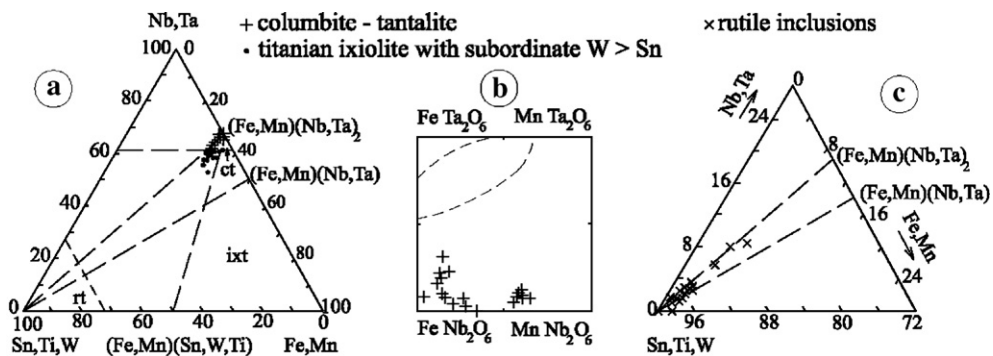 + columbite - tantalite
• titanian ixiolite with subordinate W > Sn
× rutile inclusions
a
Nb,Ta
100 0
80 20
(Fe,Mn)(Nb,Ta)₂
60 40
ct
(Fe,Mn)(Nb,Ta)
40 60
20 80
ixt
rt
0 100
100 80 60 40 20 0
Sn,Ti,W (Fe,Mn)(Sn,W,Ti) Fe,Mn
b
Fe Ta₂O₆ Mn Ta₂O₆
Fe Nb₂O₆ Mn Nb₂O₆
c
0
Nb,Ta
24
8
(Fe,Mn)(Nb,Ta)₂
16
(Fe,Mn)(Nb,Ta)
16
Fe,Mn
8
24
0
96 88 80 72
Sn,Ti,W